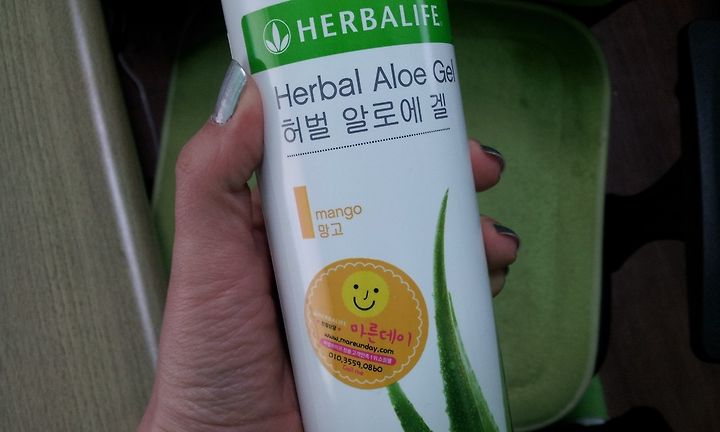 HERBALIFE
Herbal Aloe Gel
허벌 알로에 겔
mango
망고
마른데이
www.mareunday.com
010.3559.0860